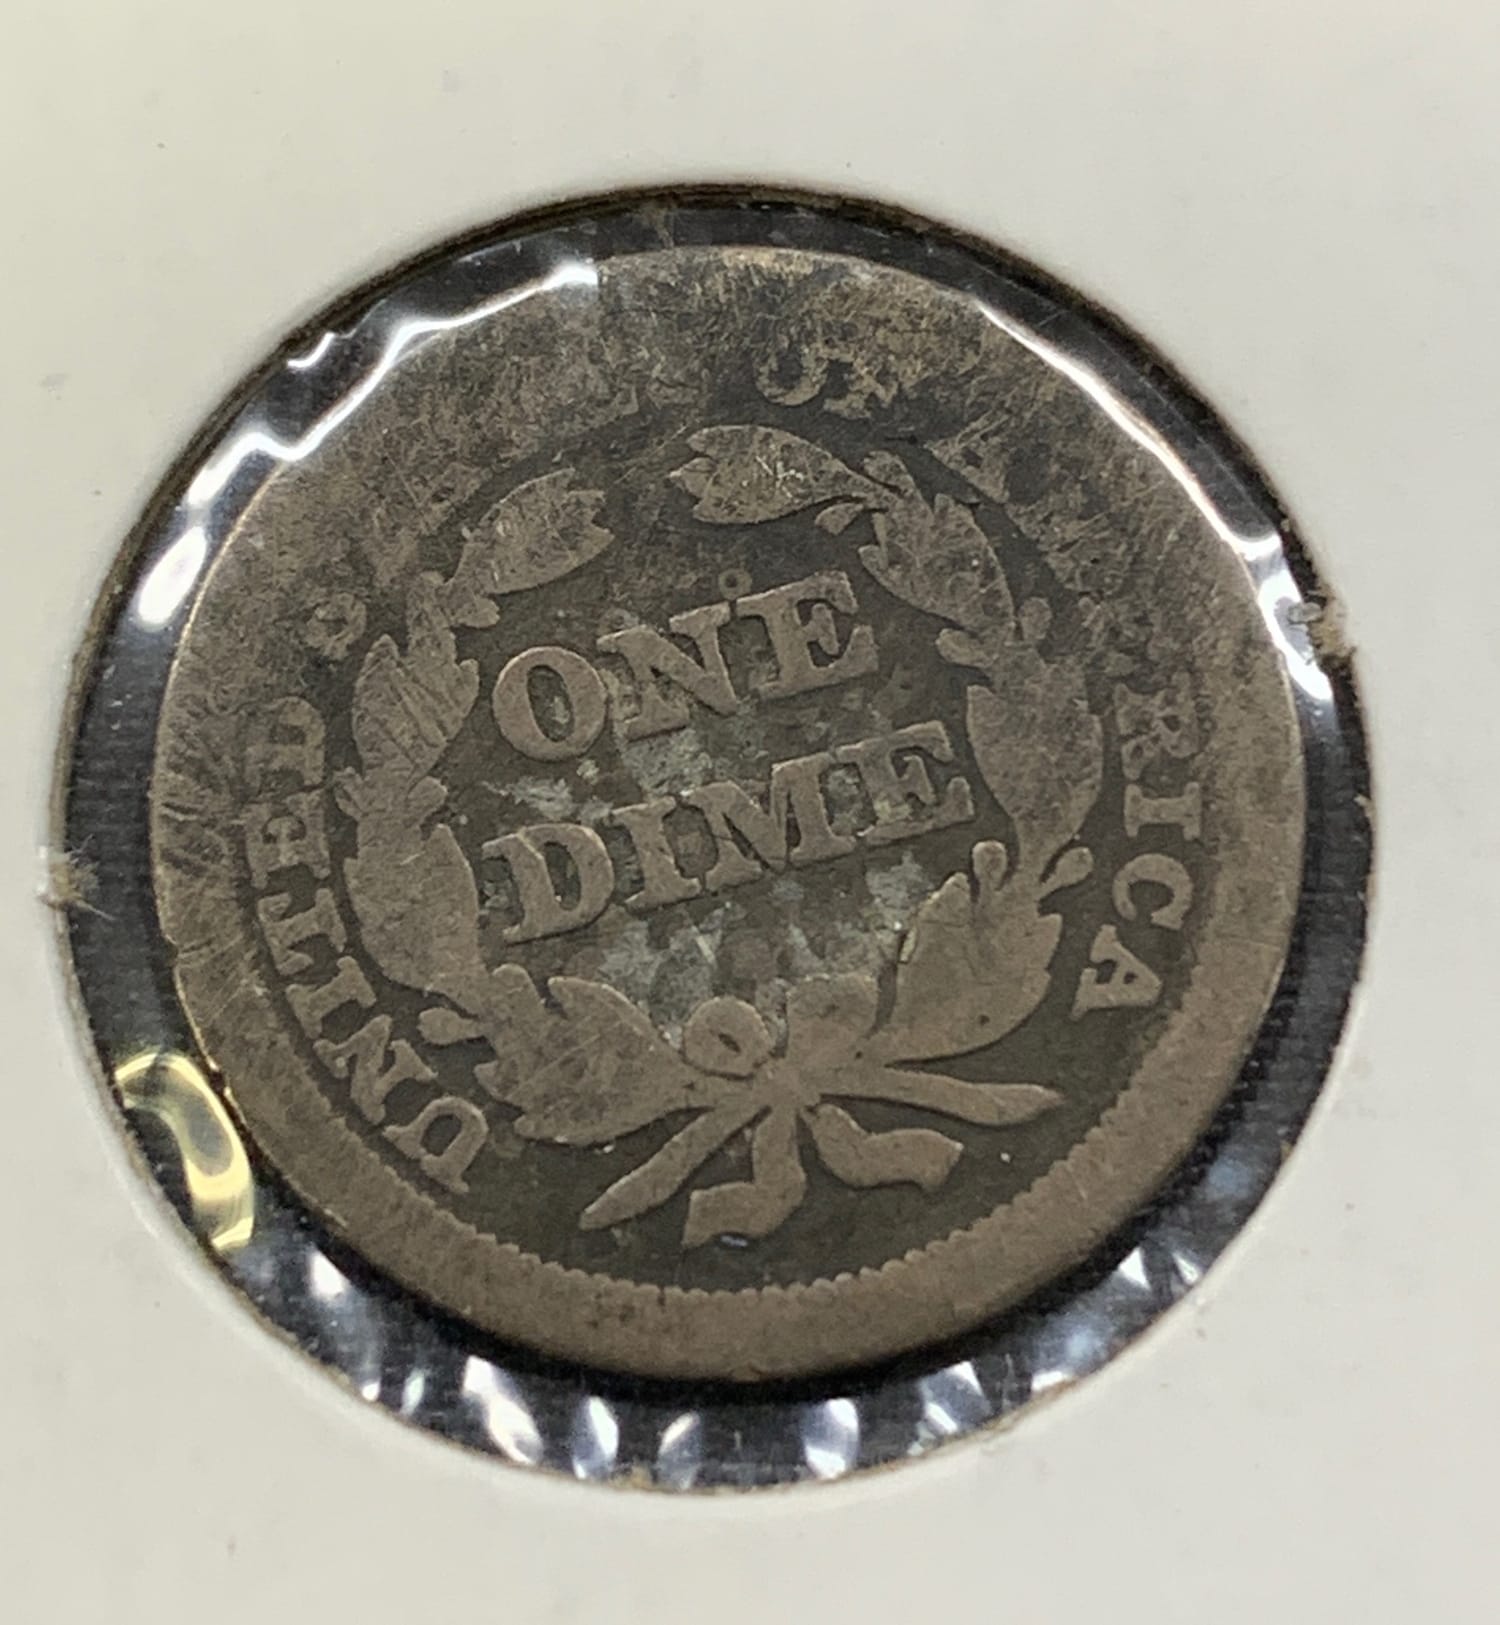 UNITED
OF
RICA
ONE
DIME